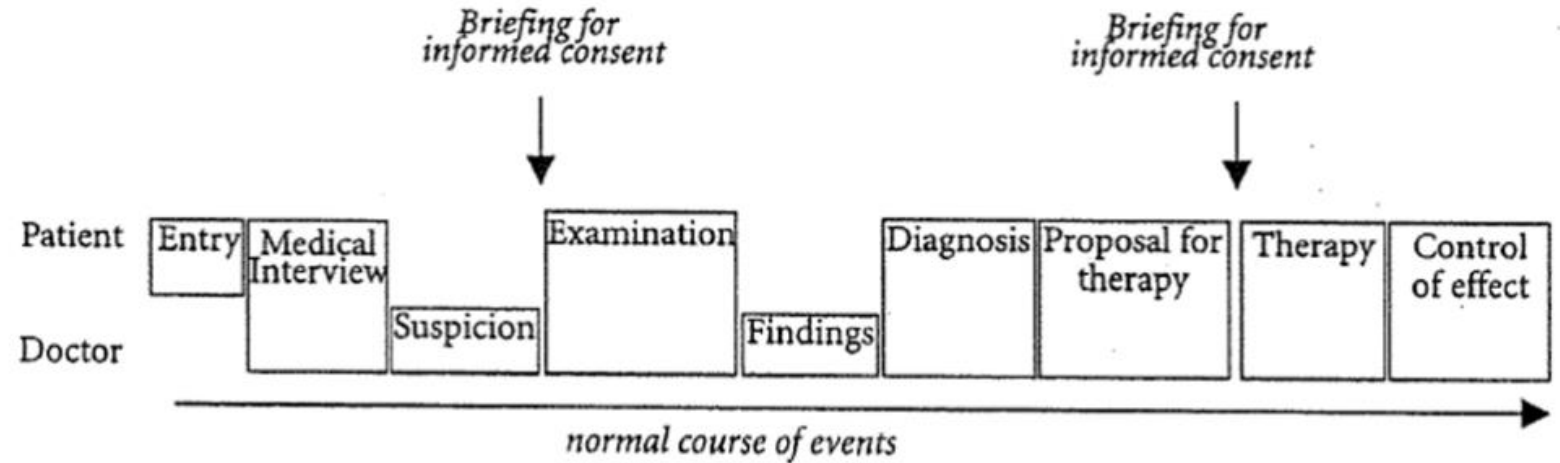 Briefing for
informed consent
Briefing for
informed consent
Patient
Entry
Medical
Interview
Examination
Diagnosis
Proposal for
therapy
Therapy
Control
of effect
Doctor
Suspicion
Findings
normal course of events